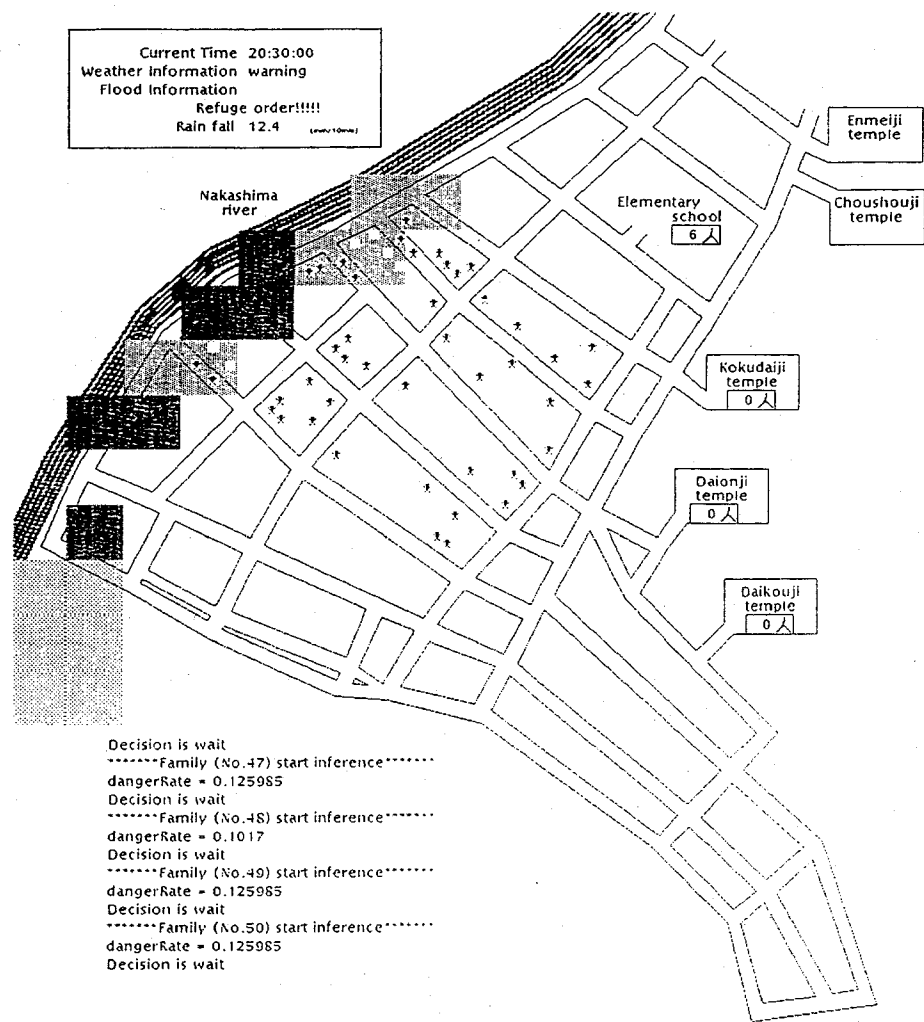 Current Time 20:30:00
Weather Information warning
Flood Information
Refuge order!!!!!
Rain fall 12.4 (mm/10min)
Nakashima
river
Enmeiji
temple
Choushouji
temple
Elementary
school
6
Kokudaiji
temple
0
Daionji
temple
0
Daikouji
temple
0
Decision is wait
*******Family (No.47) start inference*******
dangerRate = 0.125985
Decision is wait
*******Family (No.48) start inference*******
dangerRate = 0.1017
Decision is wait
*******Family (No.49) start inference*******
dangerRate = 0.125985
Decision is wait
*******Family (No.50) start inference*******
dangerRate = 0.125985
Decision is wait